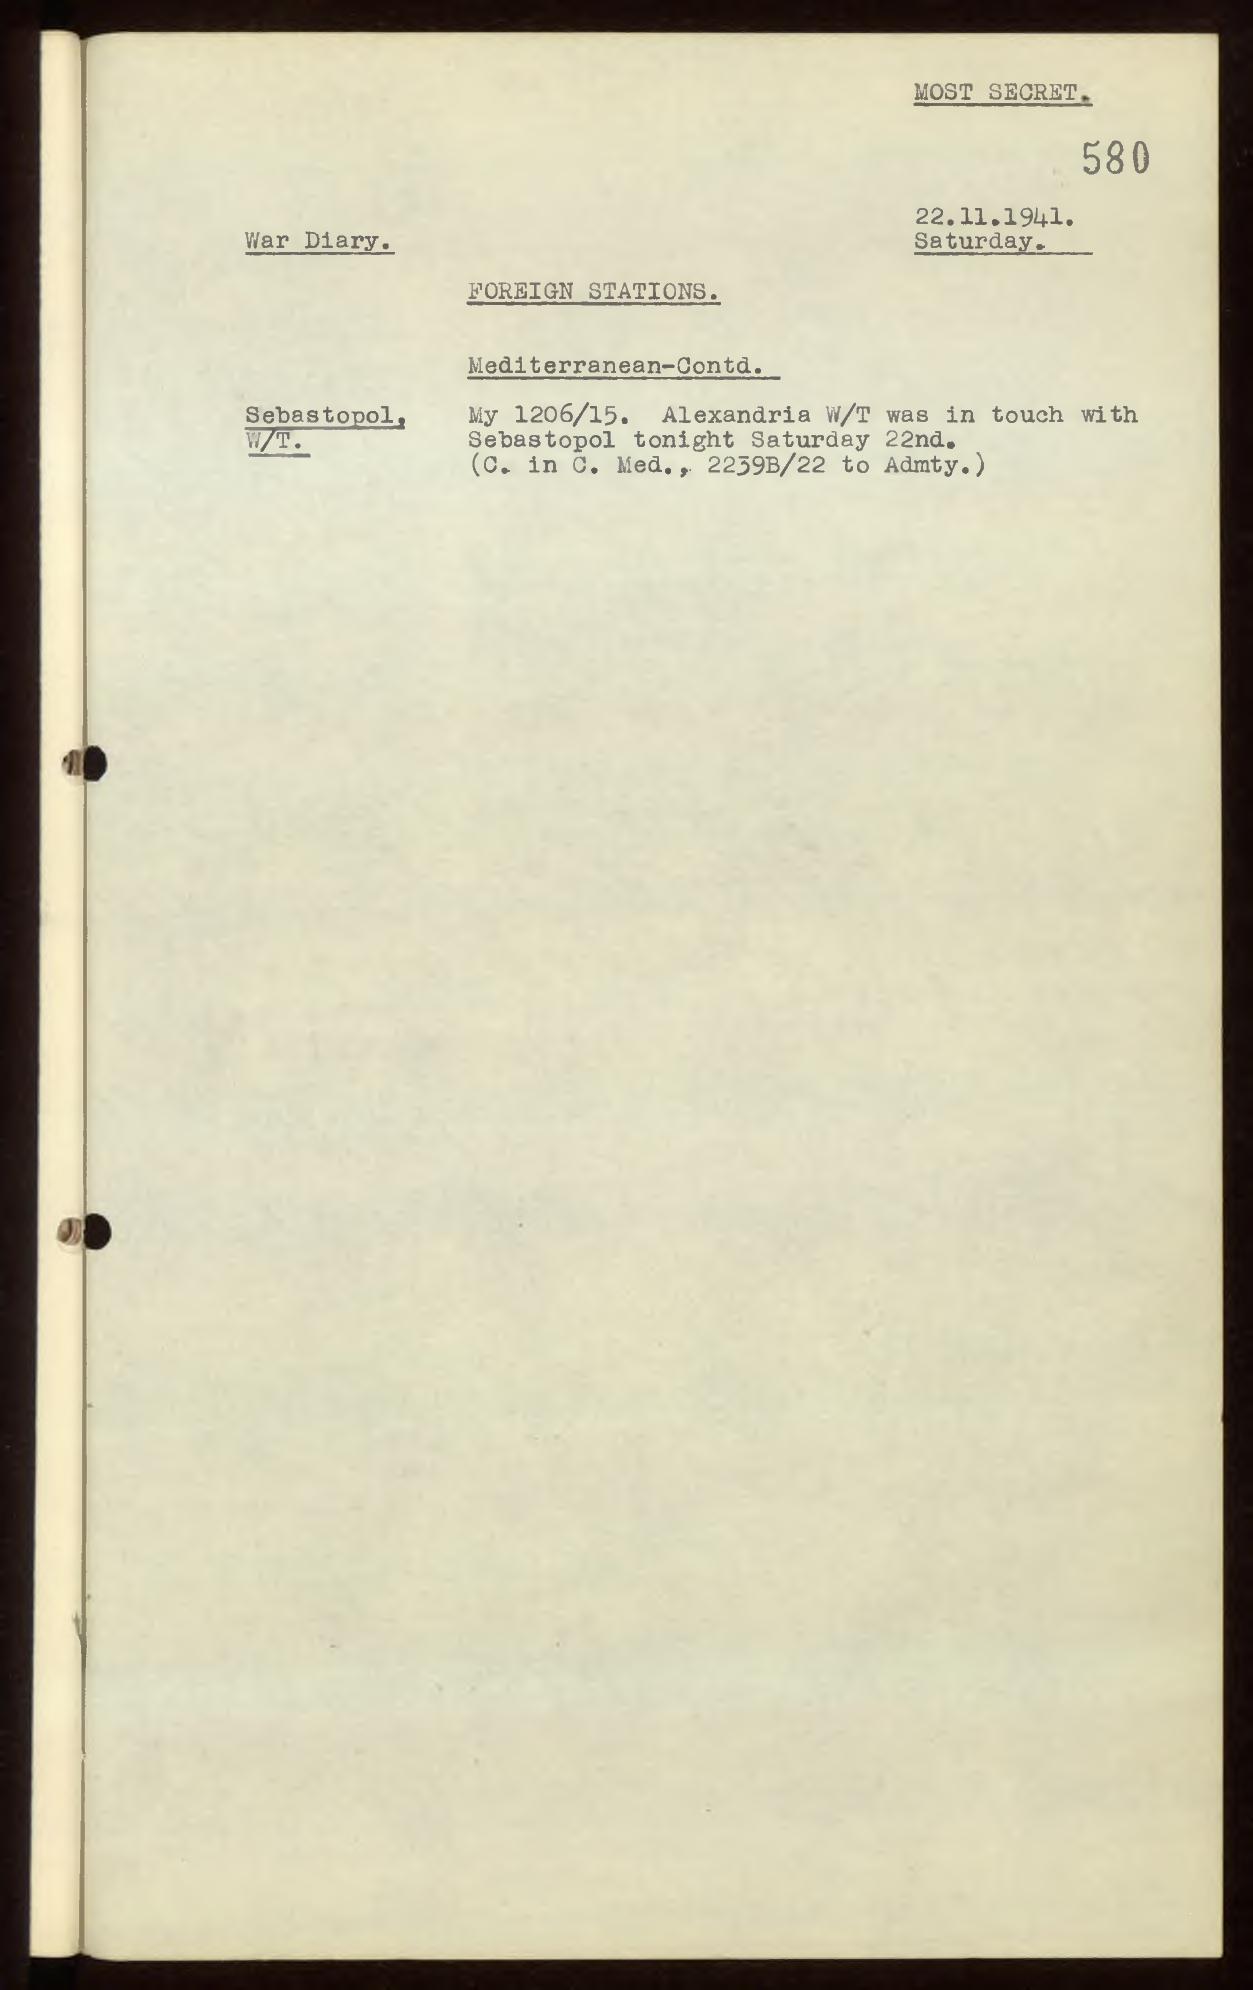 MOST SECRET.
580
22.11.1941.
War Diary.
Saturday.
FOREIGN STATIONS.
Mediterranean-Contd.
Sebastopol, My 1206/15. Alexandria W/T was in touch with
W/T. Sebastopol tonight Saturday 22nd.
(C. in C. Med., 2239B/22 to Admty.)